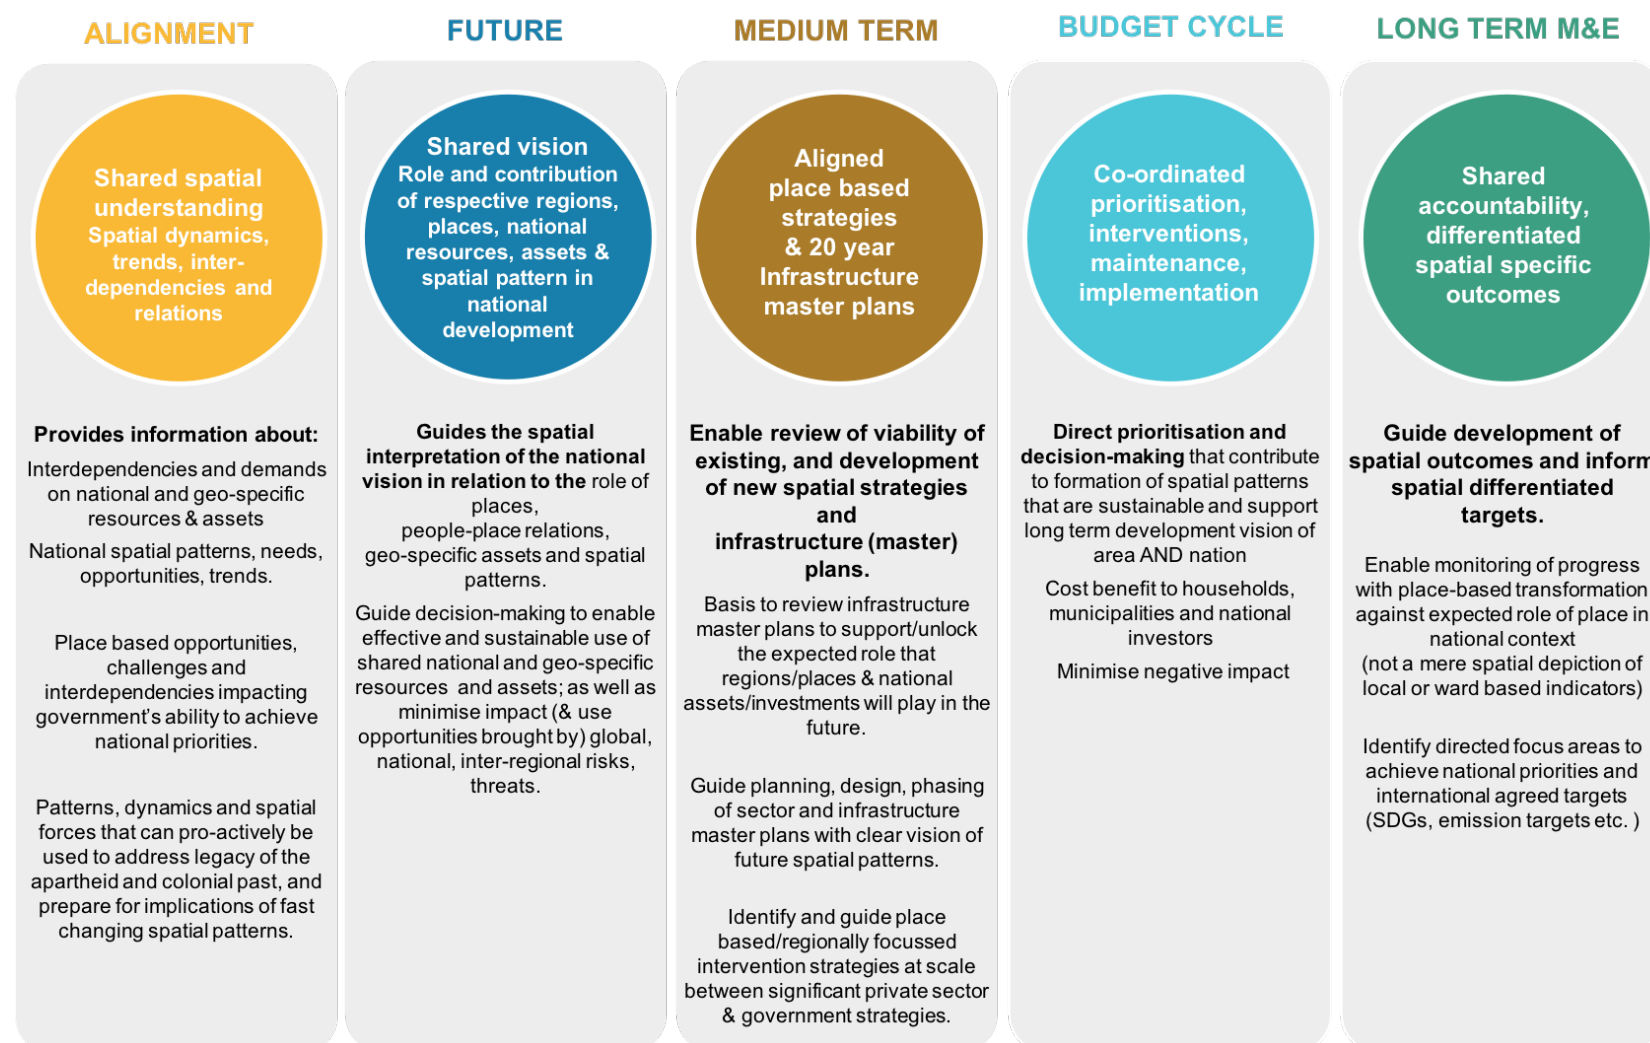 ALIGNMENT
Shared spatial
understanding
Spatial dynamics,
trends, inter-
dependencies and
relations
Provides information about:
Interdependencies and demands
on national and geo-specific
resources & assets
National spatial patterns, needs,
opportunities, trends.
Place based opportunities,
challenges and
interdependencies impacting
government's ability to achieve
national priorities.
Patterns, dynamics and spatial
forces that can pro-actively be
used to address legacy of the
apartheid and colonial past, and
prepare for implications of fast
changing spatial patterns.
FUTURE
Shared vision
Role and contribution
of respective regions,
places, national
resources, assets &
spatial pattern in
national
development
Guides the spatial
interpretation of the national
vision in relation to the role of
places,
people-place relations,
geo-specific assets and spatial
patterns.
Guide decision-making to enable
effective and sustainable use of
shared national and geo-specific
resources and assets; as well as
minimise impact (& use
opportunities brought by) global,
national, inter-regional risks,
threats.
MEDIUM TERM
Aligned
place based
strategies
& 20 year
Infrastructure
master plans
Enable review of viability of
existing, and development
of new spatial strategies
and
infrastructure (master)
plans.
Basis to review infrastructure
master plans to support/unlock
the expected role that
regions/places & national
assets/investments will play in the
future.
Guide planning, design, phasing
of sector and infrastructure
master plans with clear vision of
future spatial patterns.
Identify and guide place
based/regionally focussed
intervention strategies at scale
between significant private sector
& government strategies.
BUDGET CYCLE
Co-ordinated
prioritisation,
interventions,
maintenance,
implementation
Direct prioritisation and
decision-making that contribute
to formation of spatial patterns
that are sustainable and support
long term development vision of
area AND nation
Cost benefit to households,
municipalities and national
investors
Minimise negative impact
LONG TERM M&E
Shared
accountability,
differentiated
spatial specific
outcomes
Guide development of
spatial outcomes and inform
spatial differentiated
targets.
Enable monitoring of progress
with place-based transformation
against expected role of place in
national context
(not a mere spatial depiction of
local or ward based indicators)
Identify directed focus areas to
achieve national priorities and
international agreed targets
(SDGs, emission targets etc. )